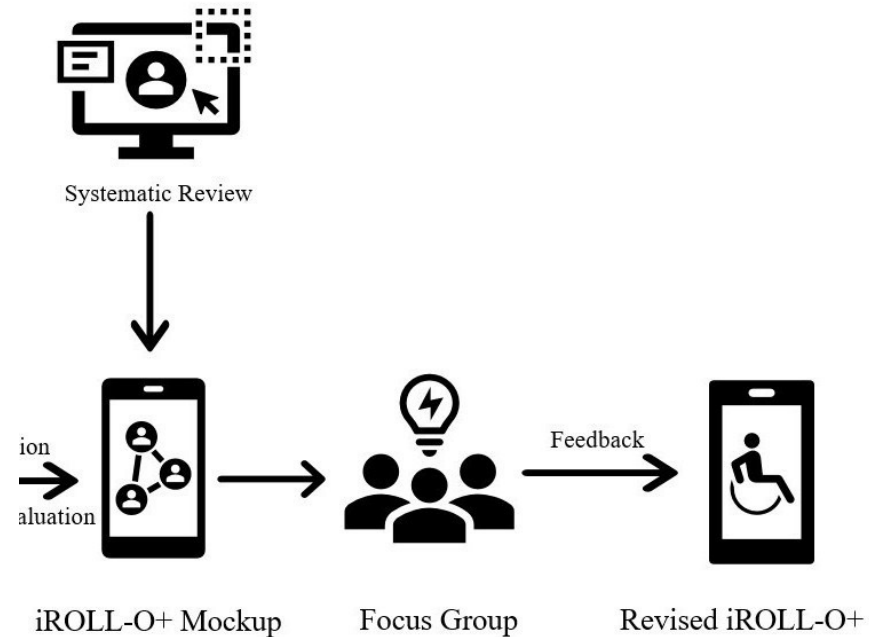 Systematic Review
ion
Feedback
aluation
iROLL-O+ Mockup
Focus Group
Revised iROLL-O+